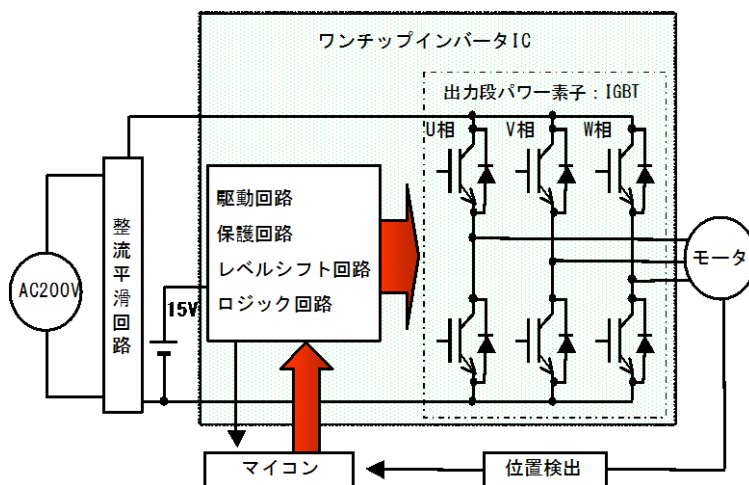 ワンチップインバータIC
出力段パワー素子:IGBT
U相 V相 W相
駆動回路
保護回路
レベルシフト回路
ロジック回路
整流平滑回路
AC200V
15V
モータ
マイコン
位置検出